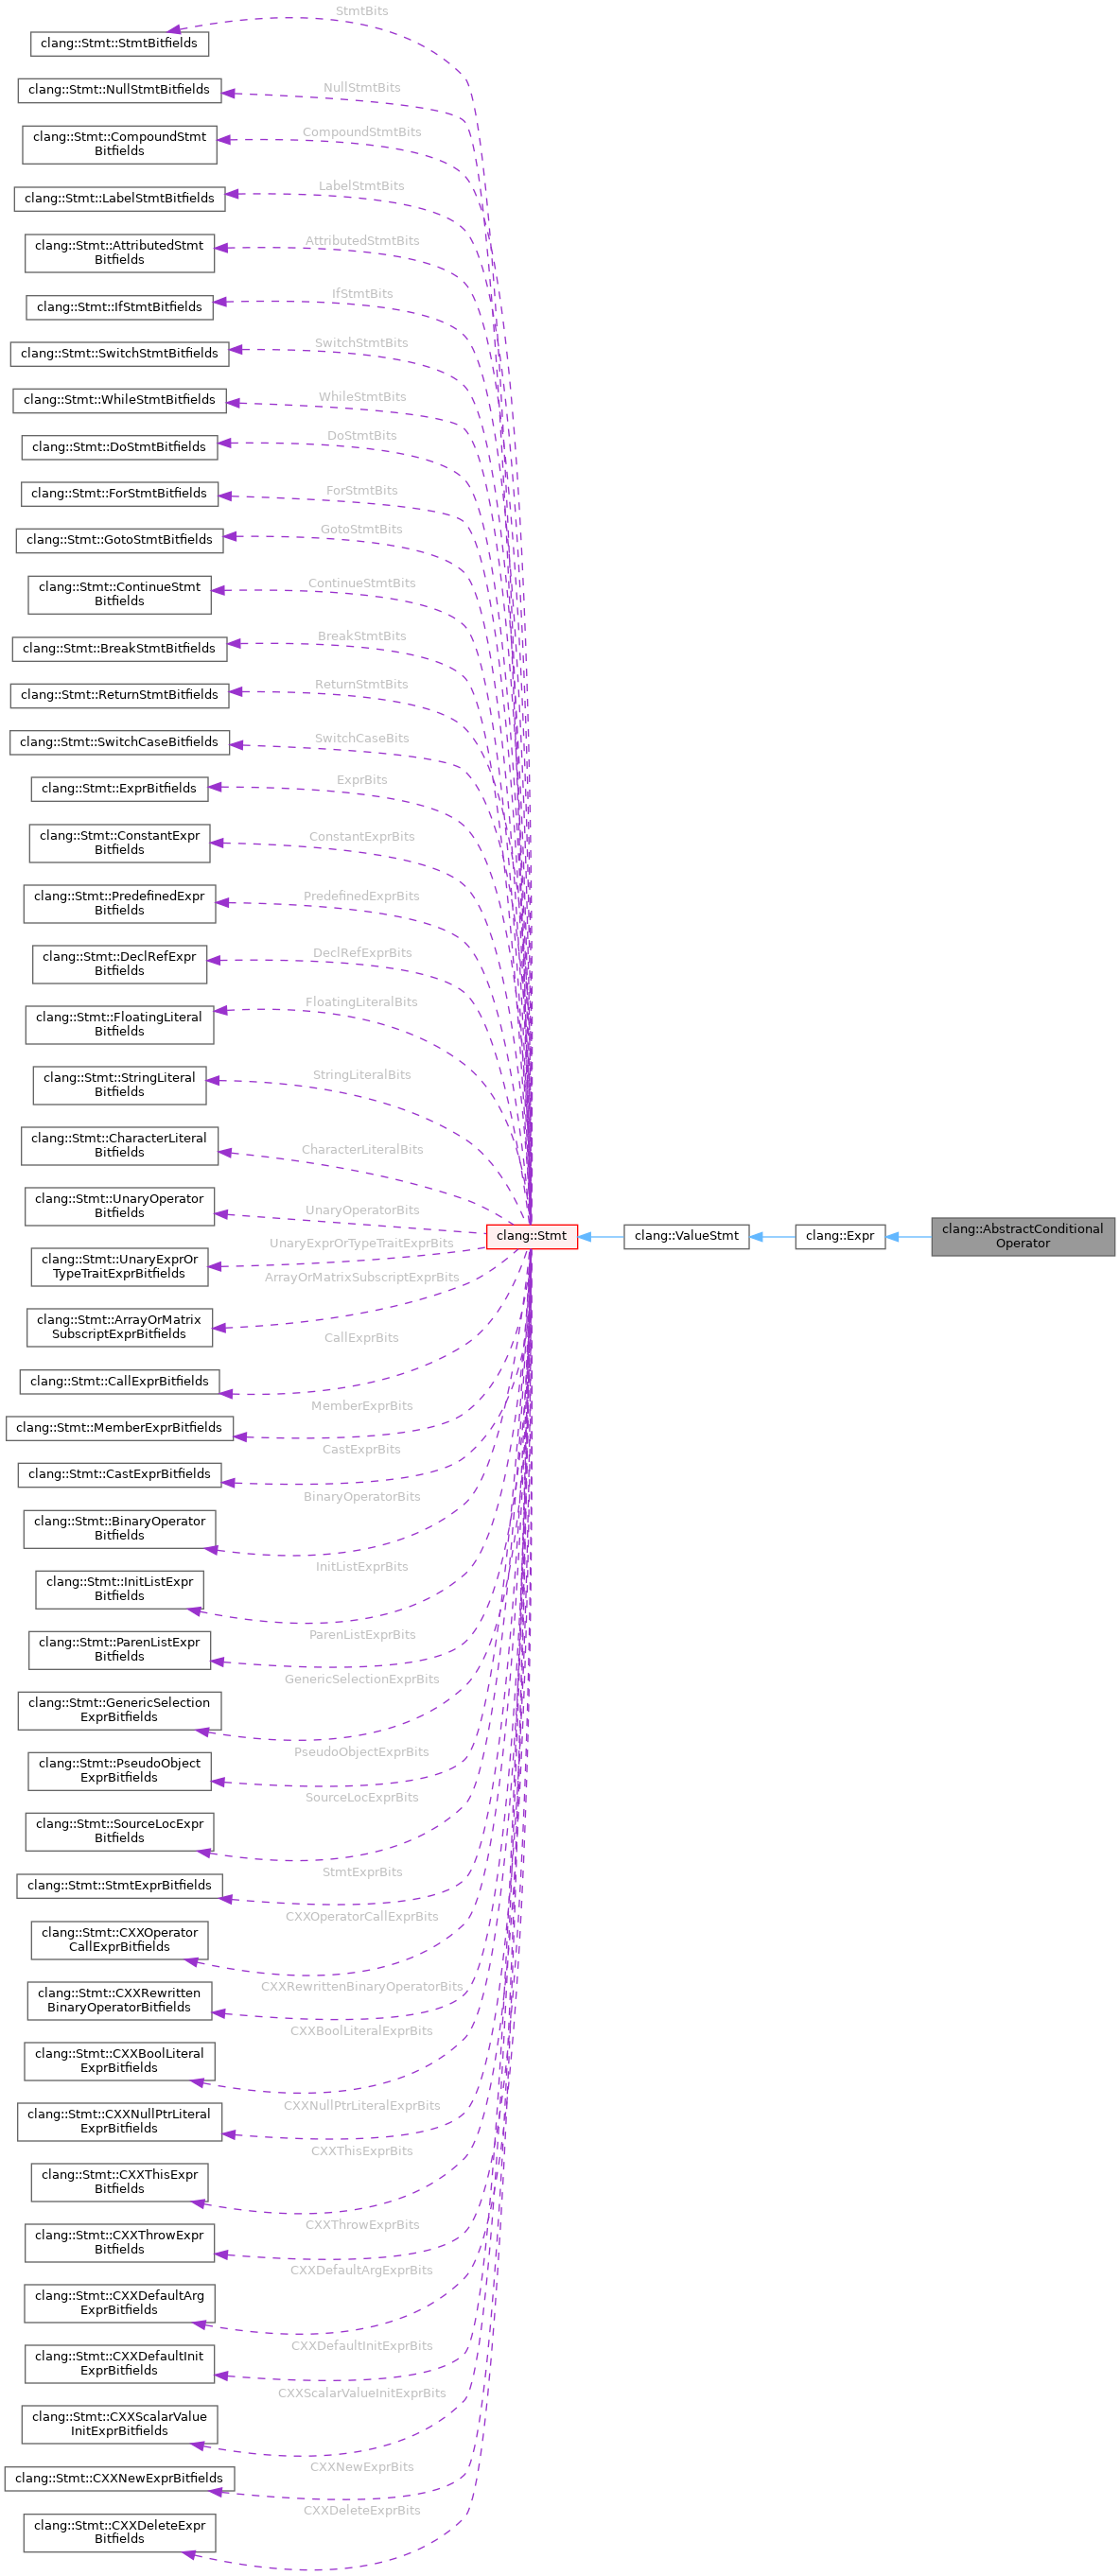 StmtBits
clang::Stmt::StmtBitfields
NullStmtBits
clang::Stmt::NullStmtBitfields
CompoundStmtBits
clang::Stmt::CompoundStmt
Bitfields
LabelStmtBits
clang::Stmt::LabelStmtBitfields
AttributedStmtBits
clang::Stmt::AttributedStmt
Bitfields
IfStmtBits
clang::Stmt::IfStmtBitfields
SwitchStmtBits
clang::Stmt::SwitchStmtBitfields
WhileStmtBits
clang::Stmt::WhileStmtBitfields
DoStmtBits
clang::Stmt::DoStmtBitfields
ForStmtBits
clang::Stmt::ForStmtBitfields
GotoStmtBits
clang::Stmt::GotoStmtBitfields
ContinueStmtBits
clang::Stmt::ContinueStmt
Bitfields
BreakStmtBits
clang::Stmt::BreakStmtBitfields
ReturnStmtBits
clang::Stmt::ReturnStmtBitfields
SwitchCaseBits
clang::Stmt::SwitchCaseBitfields
ExprBits
clang::Stmt::ExprBitfields
ConstantExprBits
clang::Stmt::ConstantExpr
Bitfields
PredefinedExprBits
clang::Stmt::PredefinedExpr
Bitfields
DeclRefExprBits
clang::Stmt::DeclRefExpr
Bitfields
FloatingLiteralBits
clang::Stmt::FloatingLiteral
Bitfields
StringLiteralBits
clang::Stmt::StringLiteral
Bitfields
CharacterLiteralBits
clang::Stmt::CharacterLiteral
Bitfields
UnaryOperatorBits
clang::Stmt::UnaryOperator
Bitfields
clang::Stmt
clang::ValueStmt
clang::Expr
clang::AbstractConditional
Operator
UnaryExprOrTypeTraitExprBits
clang::Stmt::UnaryExprOr
TypeTraitExprBitfields
ArrayOrMatrixSubscriptExprBits
clang::Stmt::ArrayOrMatrix
SubscriptExprBitfields
CallExprBits
clang::Stmt::CallExprBitfields
MemberExprBits
clang::Stmt::MemberExprBitfields
CastExprBits
clang::Stmt::CastExprBitfields
BinaryOperatorBits
clang::Stmt::BinaryOperator
Bitfields
InitListExprBits
clang::Stmt::InitListExpr
Bitfields
ParenListExprBits
clang::Stmt::ParenListExpr
Bitfields
GenericSelectionExprBits
clang::Stmt::GenericSelection
ExprBitfields
PseudoObjectExprBits
clang::Stmt::PseudoObject
ExprBitfields
SourceLocExprBits
clang::Stmt::SourceLocExpr
Bitfields
StmtExprBits
clang::Stmt::StmtExprBitfields
CXXOperatorCallExprBits
clang::Stmt::CXXOperator
CallExprBitfields
CXXRewrittenBinaryOperatorBits
clang::Stmt::CXXRewritten
BinaryOperatorBitfields
CXXBoolLiteralExprBits
clang::Stmt::CXXBoolLiteral
ExprBitfields
CXXNullPtrLiteralExprBits
clang::Stmt::CXXNullPtrLiteral
ExprBitfields
CXXThisExprBits
clang::Stmt::CXXThisExpr
Bitfields
CXXThrowExprBits
clang::Stmt::CXXThrowExpr
Bitfields
CXXDefaultArgExprBits
clang::Stmt::CXXDefaultArg
ExprBitfields
CXXDefaultInitExprBits
clang::Stmt::CXXDefaultInit
ExprBitfields
CXXScalarValueInitExprBits
clang::Stmt::CXXScalarValue
InitExprBitfields
CXXNewExprBits
clang::Stmt::CXXNewExprBitfields
CXXDeleteExprBits
clang::Stmt::CXXDeleteExpr
Bitfields